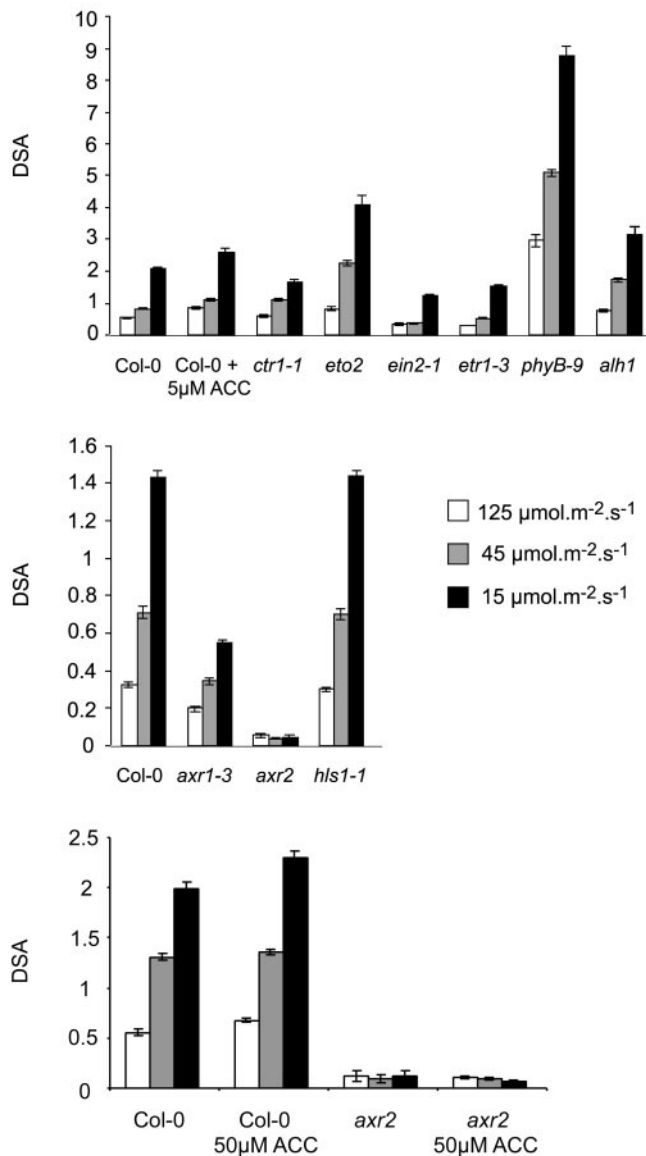 10
9
8
7
6
5
4
3
2
1
0
DSA
Col-0 Col-0 + 5µM ACC ctr1-1 eto2 ein2-1 etr1-3 phyB-9 alh1
1.6
1.4
1.2
1
0.8
0.6
0.4
0.2
0
DSA
Col-0 axr1-3 axr2 hls1-1
125 µmol.m-2.s-1
45 µmol.m-2.s-1
15 µmol.m-2.s-1
2.5
2
1.5
1
0.5
0
DSA
Col-0 Col-0 50µM ACC axr2 axr2 50µM ACC